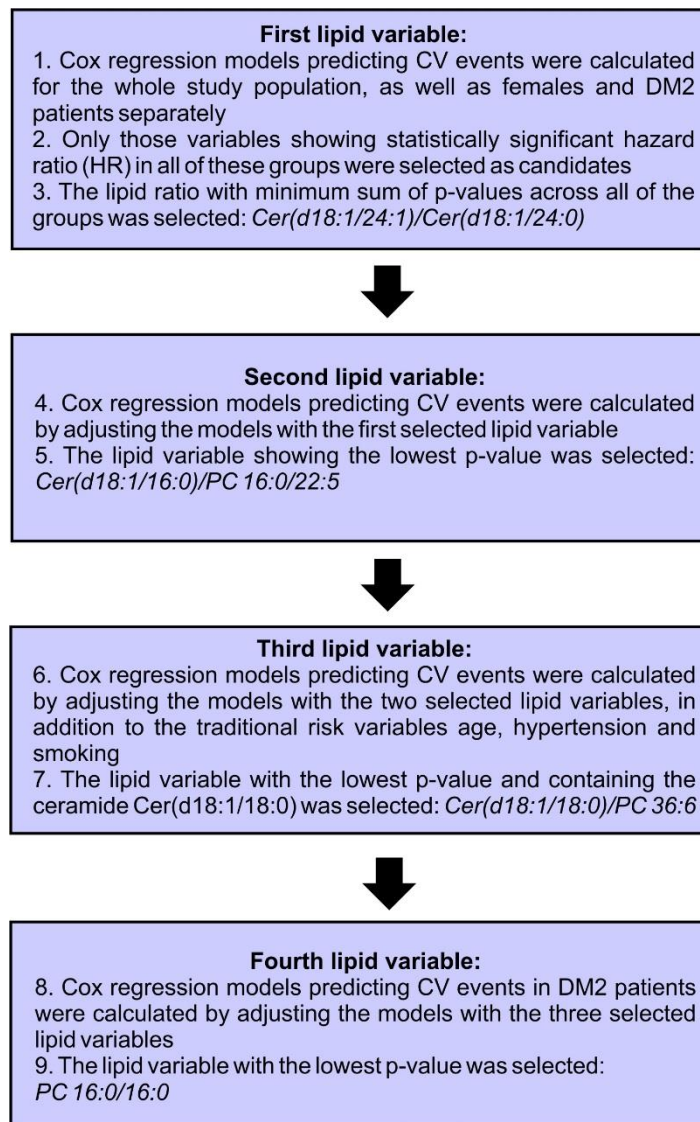 First lipid variable:
1. Cox regression models predicting CV events were calculated
for the whole study population, as well as females and DM2
patients separately
2. Only those variables showing statistically significant hazard
ratio (HR) in all of these groups were selected as candidates
3. The lipid ratio with minimum sum of p-values across all of the
groups was selected: Cer(d18:1/24:1)/Cer(d18:1/24:0)
Second lipid variable:
4. Cox regression models predicting CV events were calculated
by adjusting the models with the first selected lipid variable
5. The lipid variable showing the lowest p-value was selected:
Cer(d18:1/16:0)/PC 16:0/22:5
Third lipid variable:
6. Cox regression models predicting CV events were calculated
by adjusting the models with the two selected lipid variables, in
addition to the traditional risk variables age, hypertension and
smoking
7. The lipid variable with the lowest p-value and containing the
ceramide Cer(d18:1/18:0) was selected: Cer(d18:1/18:0)/PC 36:6
Fourth lipid variable:
8. Cox regression models predicting CV events in DM2 patients
were calculated by adjusting the models with the three selected
lipid variables
9. The lipid variable with the lowest p-value was selected:
PC 16:0/16:0